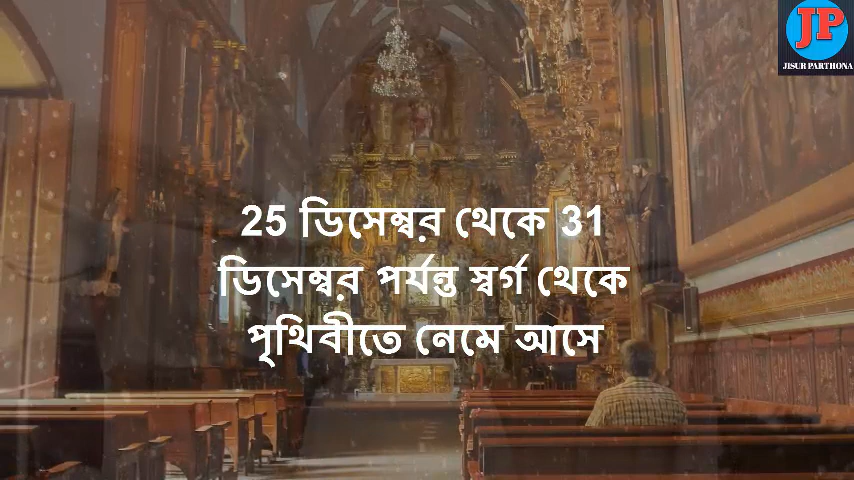 JP
JISUR PARTHONA
25 ডিসেম্বর থেকে 31
ডিসেম্বর পর্যন্ত স্বর্গ থেকে
পৃথিবীতে নেমে আসে